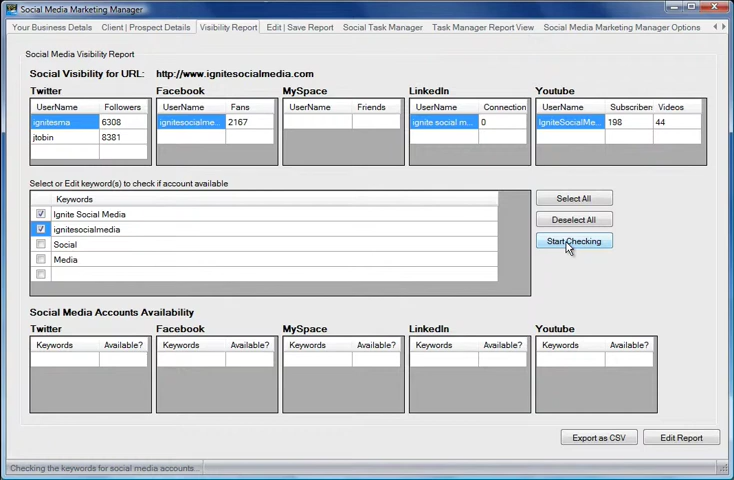 Social Media Marketing Manager
Your Business Detals Client | Prospect Details Visibility Report Edit | Save Report Social Task Manager Task Manager Report View Social Media Marketing Manager Options
Social Media Visibility Report
Social Visibility for URL: http://www.ignitesocialmedia.com
Twitter Facebook MySpace LinkedIn Youtube
UserName Followers UserName Fans UserName Friends UserName Connection UserName Subscriben Videos
ignitesma 6308 ignitesocialme... 2167 ignite social m... 0 IgniteSocialMe... 198 44
jtobin 8381
Select or Edit keyword(s) to check if account available
Keywords
Ignite Social Media
ignitesocialmedia
Social
Media
Select All
Deselect All
Start Checking
Social Media Accounts Availability
Twitter Facebook MySpace LinkedIn Youtube
Keywords Available? Keywords Available? Keywords Available? Keywords Available? Keywords Available?
Export as CSV Edit Report
Checking the keywords for social media accounts...